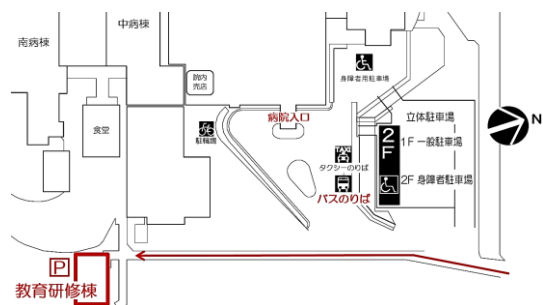 中病棟
南病棟
院内
売店
身障者用駐車場
病院入口
立体駐車場
N
食堂
駐輪場
TAXI
タクシーのりば
2F
1F 一般駐車場
2F 身障者駐車場
バスのりば
P
教育研修棟